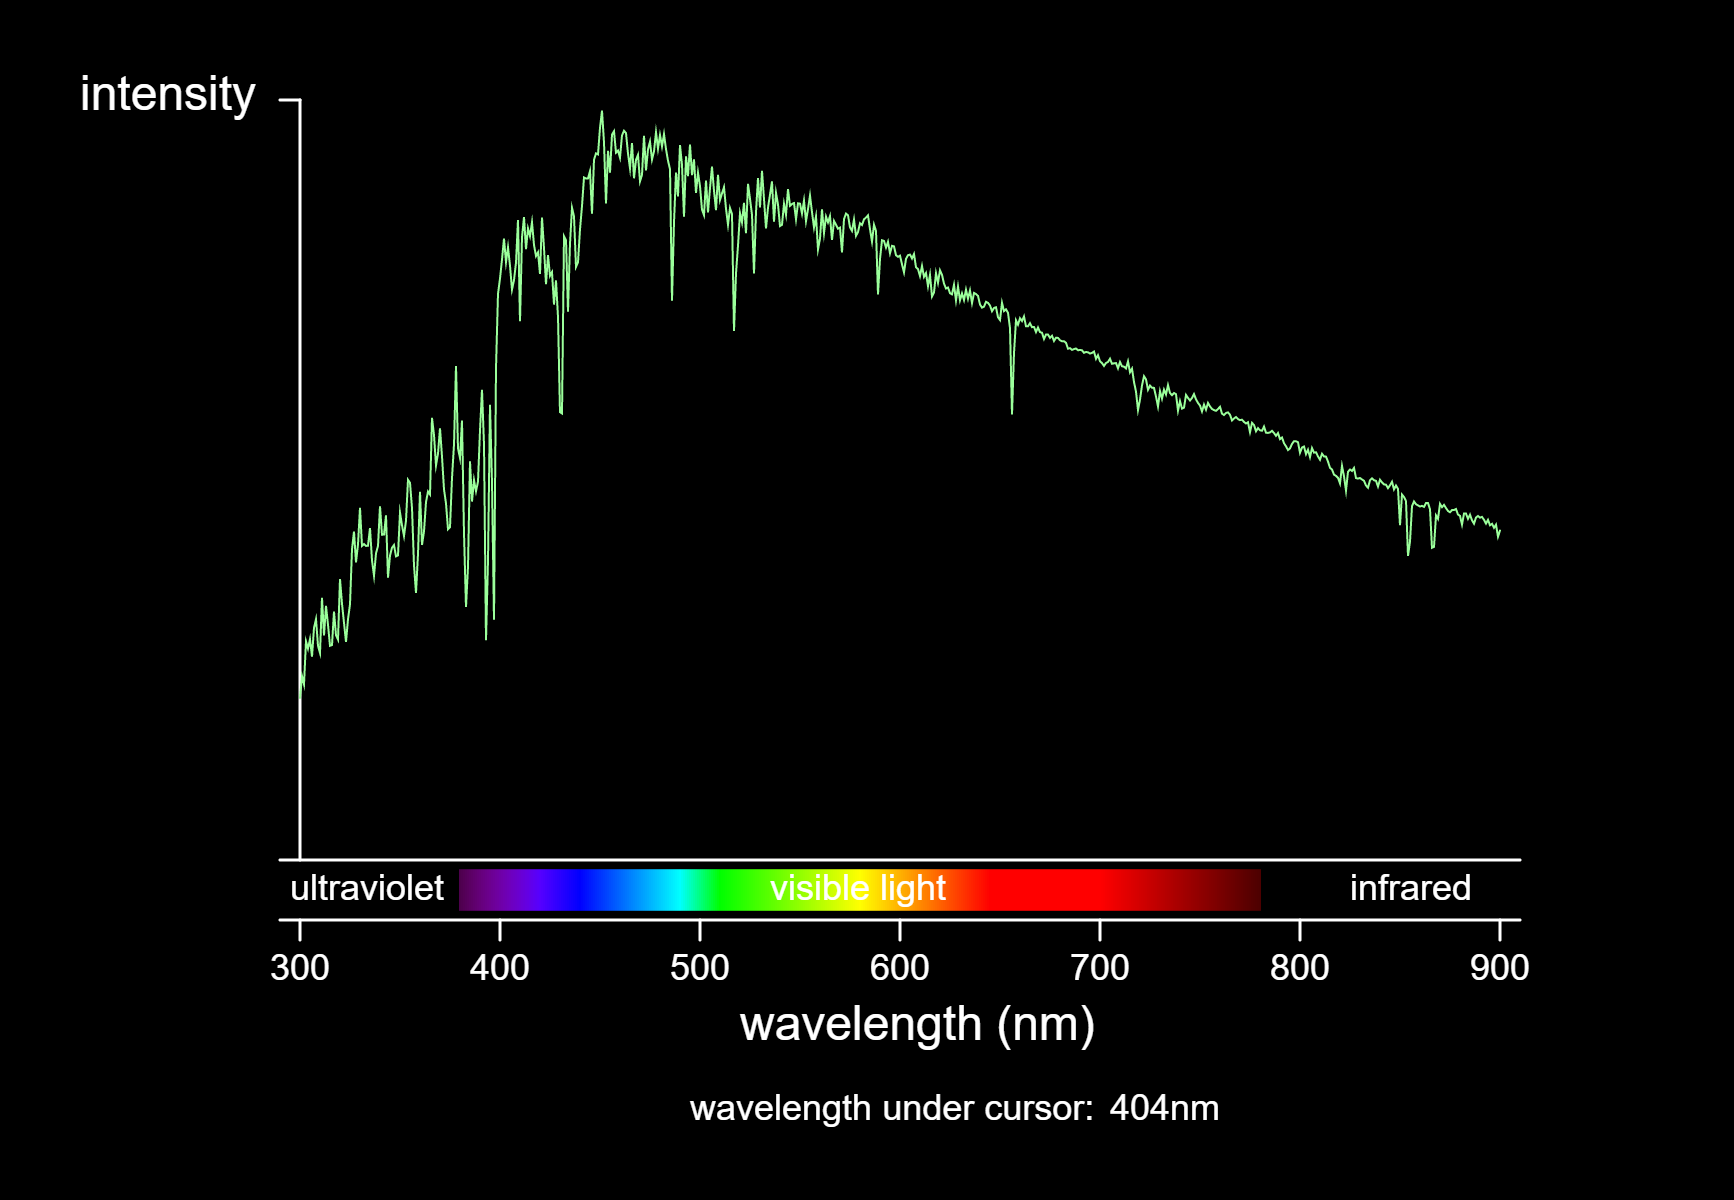 intensity
ultraviolet visible light infrared
300 400 500 600 700 800 900
wavelength (nm)
wavelength under cursor: 404nm